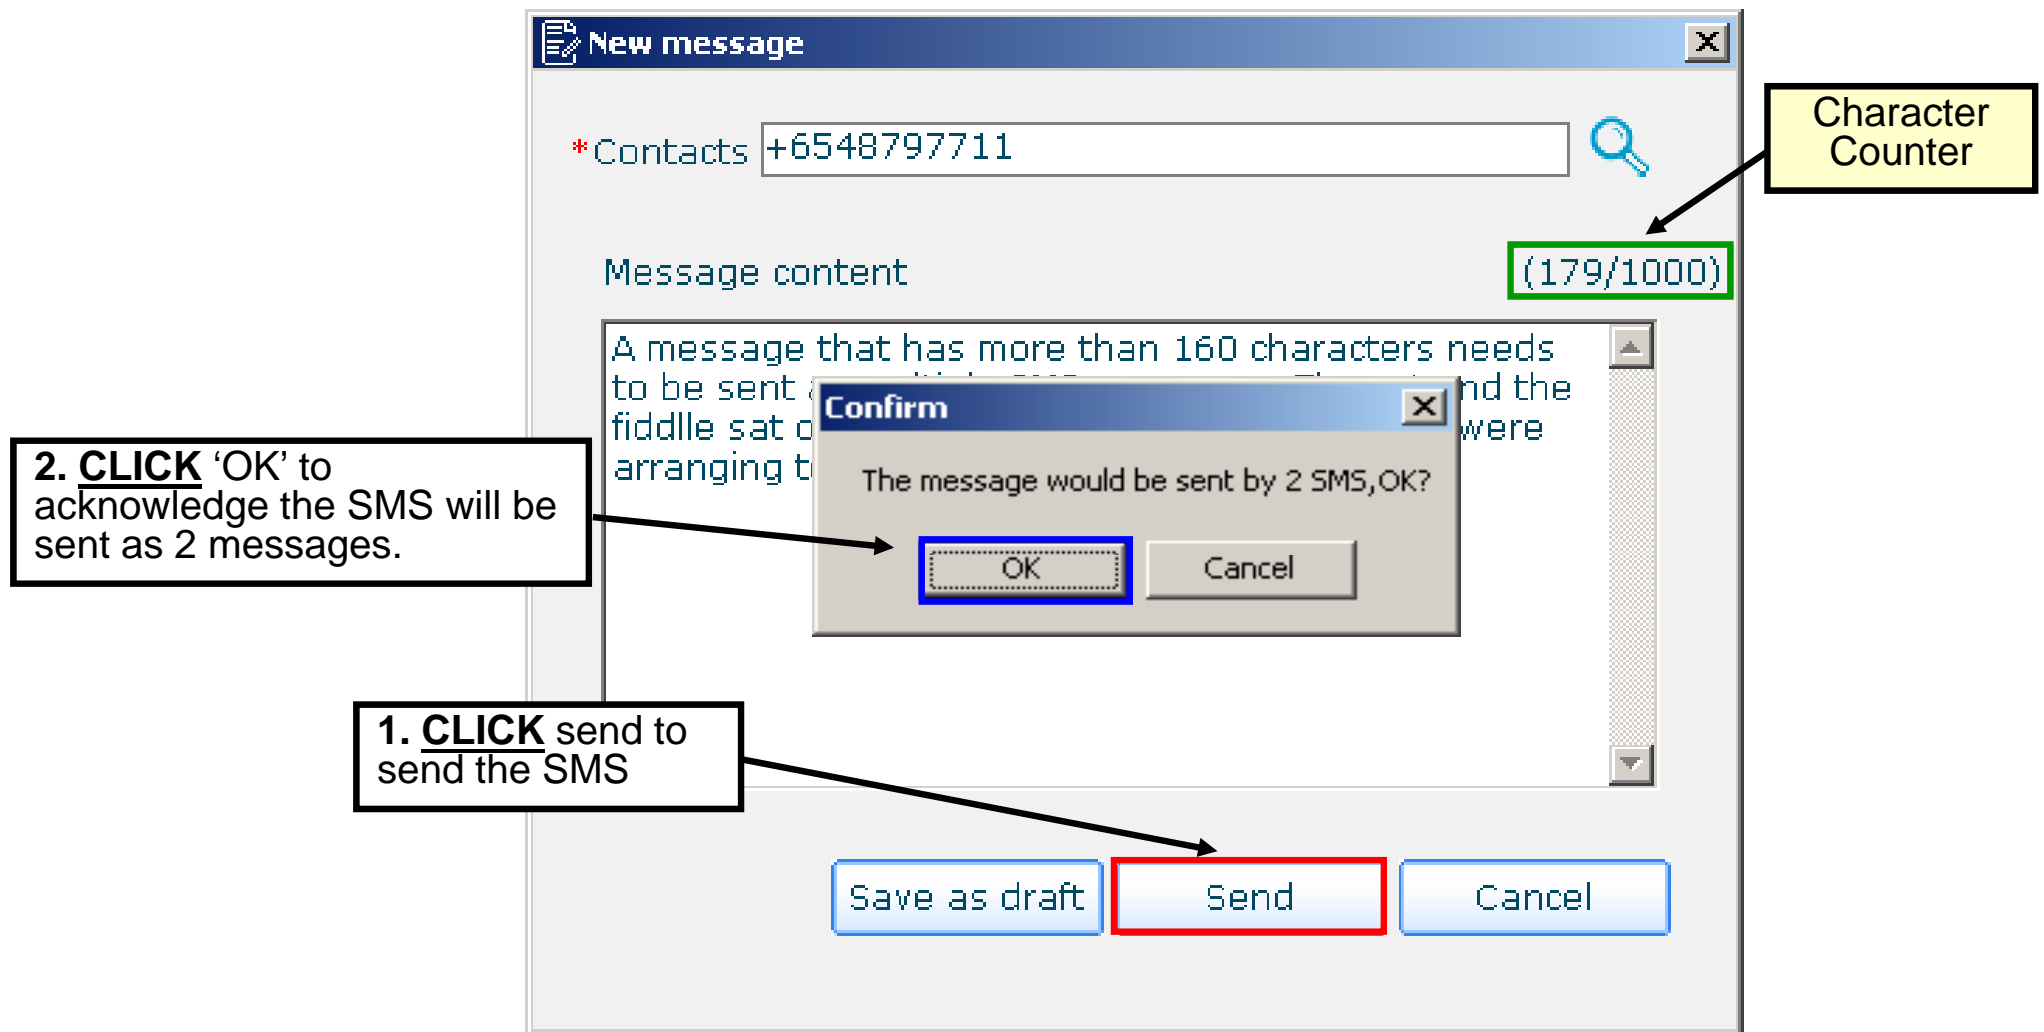 New message
Character
Counter
*Contacts +6548797711
Message content (179/1000)
A message that has more than 160 characters needs
to be sent nd the
fiddlle sat were
arranging
Confirm
The message would be sent by 2 SMS,OK?
OK Cancel
2. CLICK ‘OK’ to
acknowledge the SMS will be
sent as 2 messages.
1. CLICK send to
send the SMS
Save as draft Send Cancel